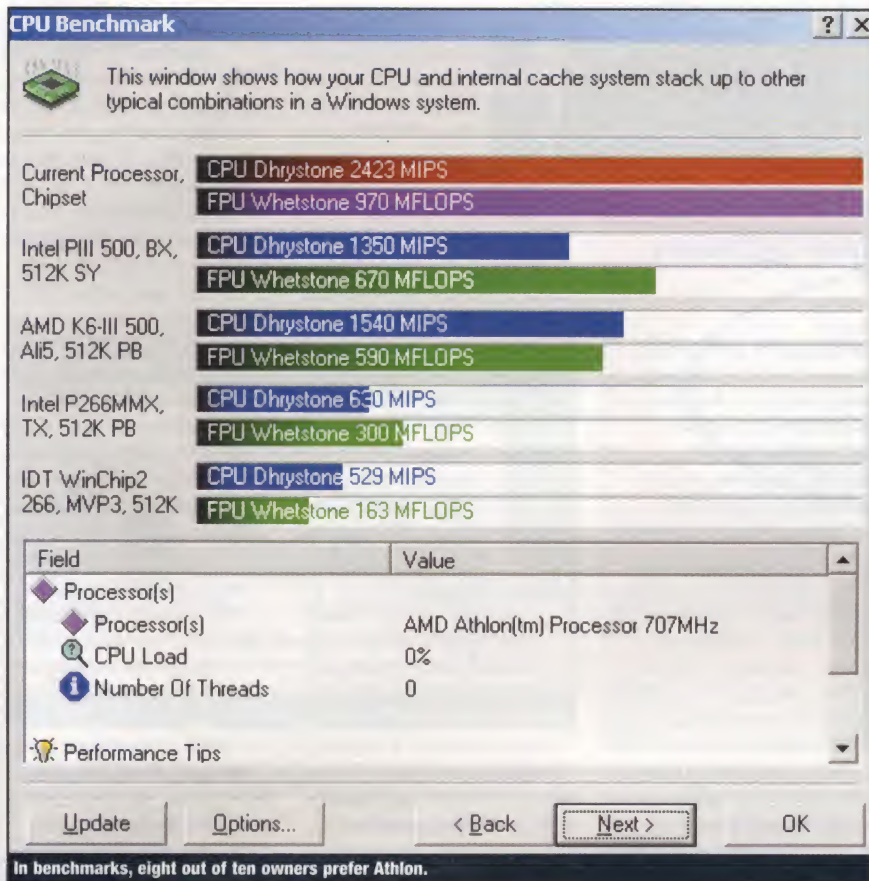 CPU Benchmark
This window shows how your CPU and internal cache system stack up to other
typical combinations in a Windows system.
Current Processor,
Chipset
CPU Dhrystone 2423 MIPS
FPU Whetstone 970 MFLOPS
Intel PIII 500, BX,
512K SY
CPU Dhrystone 1350 MIPS
FPU Whetstone 670 MFLOPS
AMD K6-III 500,
Ali5, 512K PB
CPU Dhrystone 1540 MIPS
FPU Whetstone 590 MFLOPS
Intel P266MMX,
TX, 512K PB
CPU Dhrystone 630 MIPS
FPU Whetstone 300 MFLOPS
IDT WinChip2
266, MVP3, 512K
CPU Dhrystone 529 MIPS
FPU Whetstone 163 MFLOPS
Field Value
Processor(s)
Processor(s) AMD Athlon(tm) Processor 707MHz
CPU Load 0%
Number Of Threads 0
Performance Tips
Update Options... < Back Next > OK
In benchmarks, eight out of ten owners prefer Athlon.